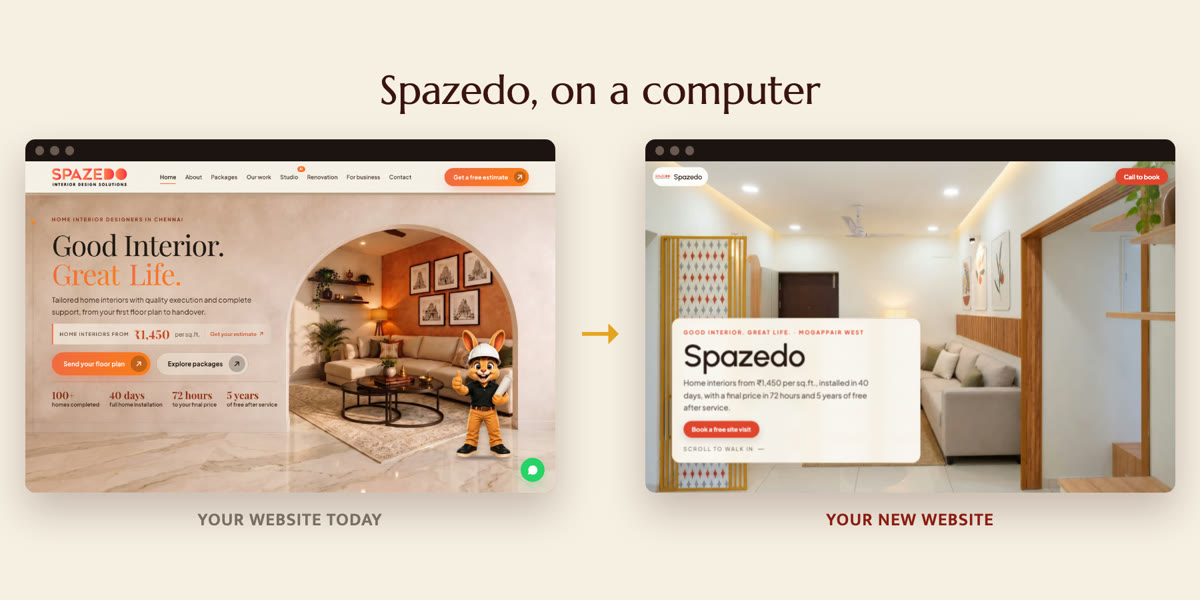 Spazedo, on a computer
SPAZEDO
INTERIOR DESIGN SOLUTIONS
Home About Packages Our work Studio Renovation For business Contact
Get a free estimate
HOME INTERIOR DESIGNERS IN CHENNAI
Good Interior.
Great Life.
Tailored home interiors with quality execution and complete
support, from your first floor plan to handover.
HOME INTERIORS FROM ₹1,450 per sq.ft. Get your estimate ↗
Send your floor plan
Explore packages
100+ 40 days 72 hours 5 years
homes completed full home installation to your final price of free after service
YOUR WEBSITE TODAY
Spazedo
Call to book
GOOD INTERIOR. GREAT LIFE. · MOGAPPAIR WEST
Spazedo
Home interiors from ₹1,450 per sq.ft., installed in 40
days, with a final price in 72 hours and 5 years of free
after service.
Book a free site visit
SCROLL TO WALK IN —
YOUR NEW WEBSITE